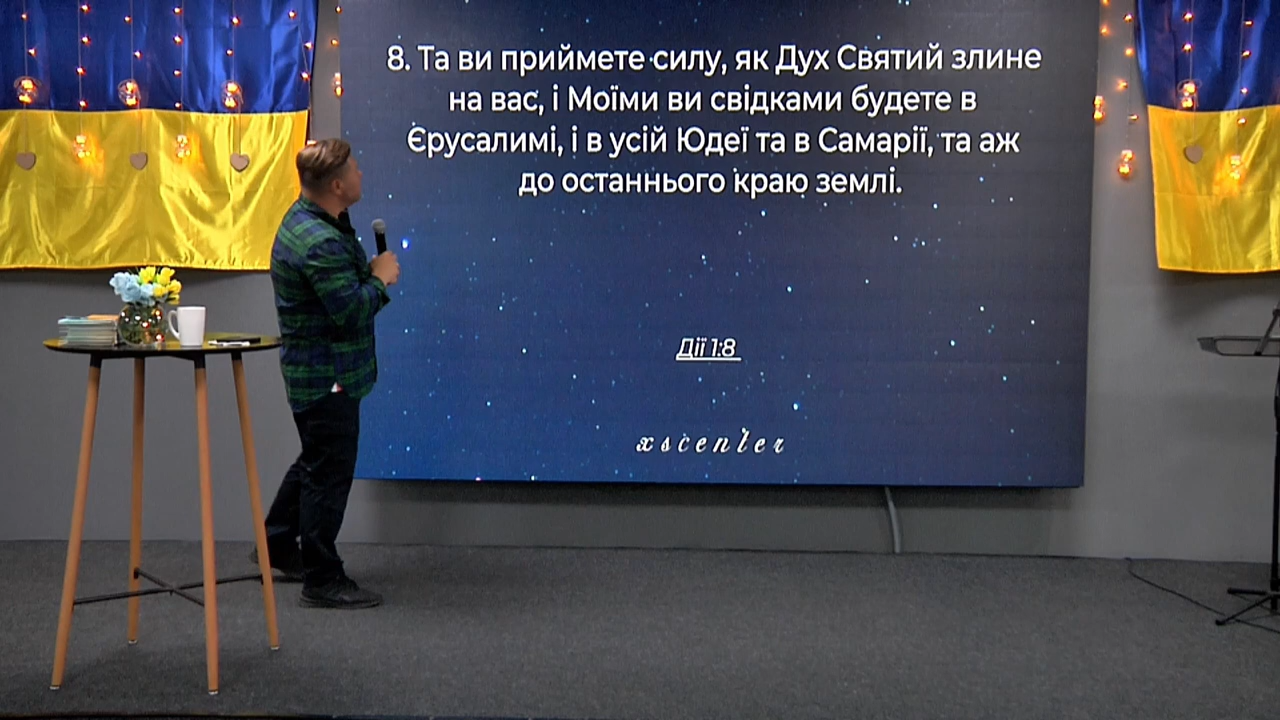 8. Та ви приймете силу, як Дух Святий злине
на вас, і Моїми ви свідками будете в
Єрусалимі, і в усій Юдеї та в Самарії, та аж
до останнього краю землі.
Дії 1:8
xscenter